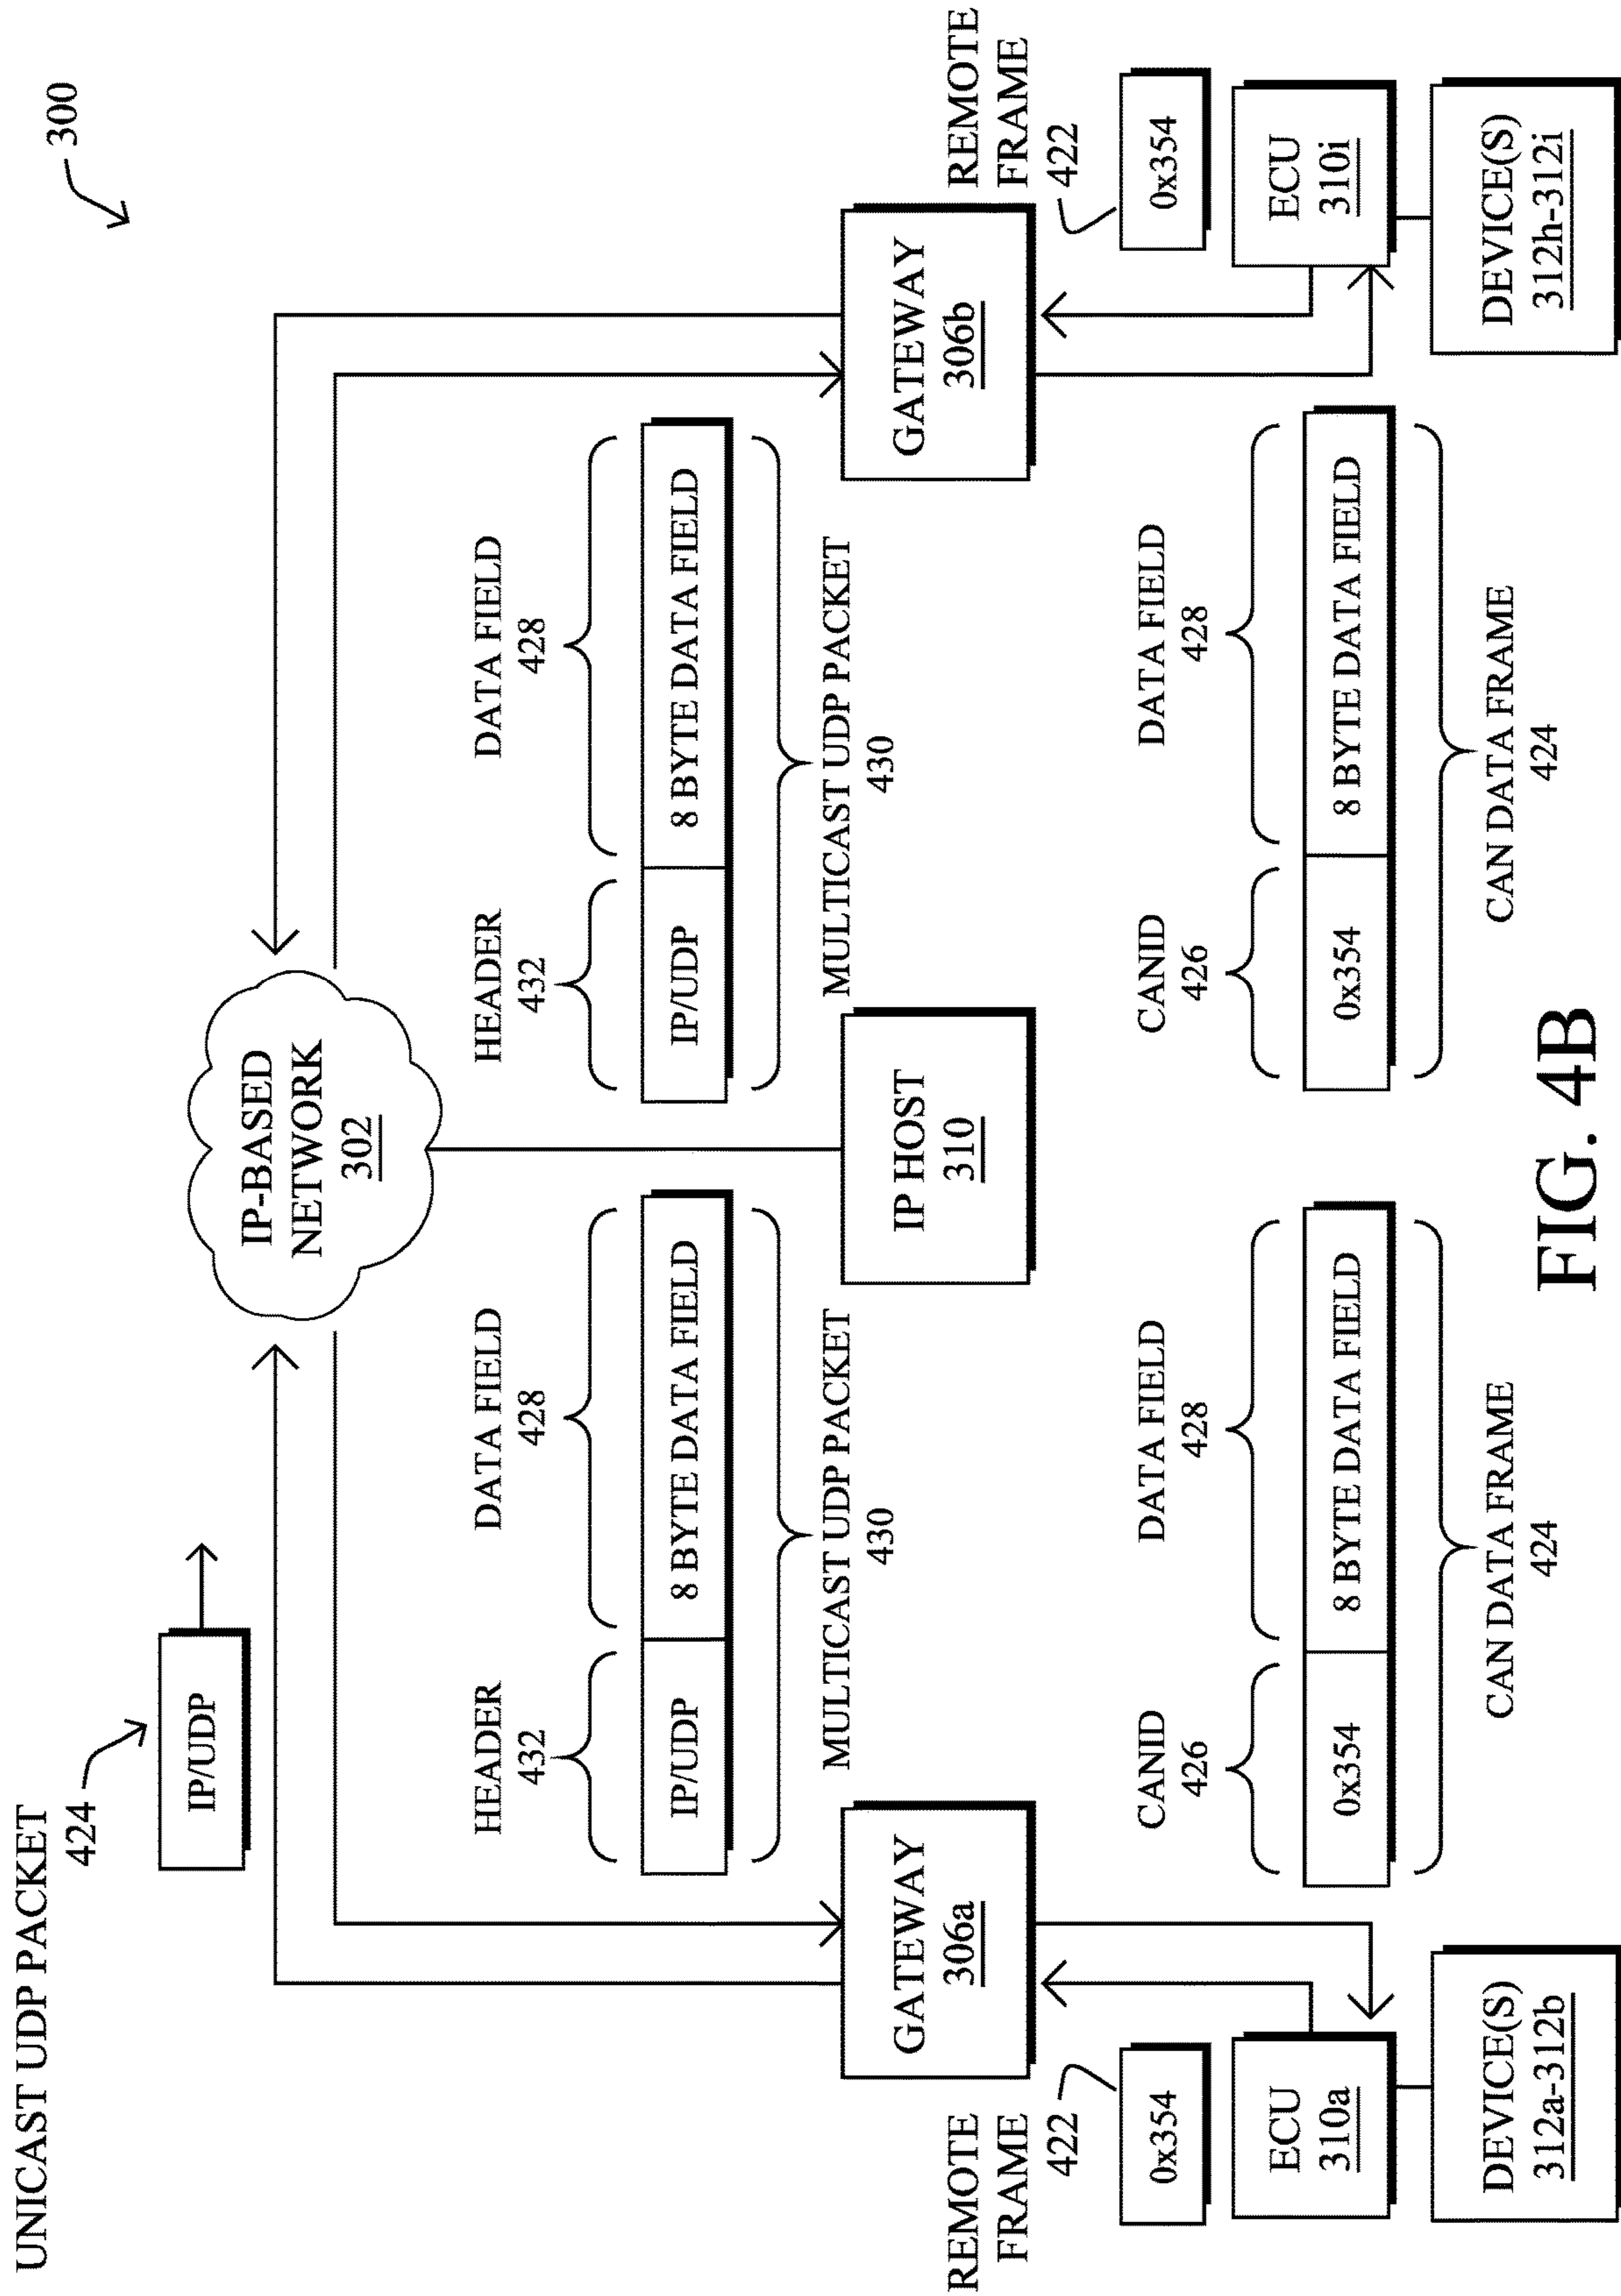 UNICAST UDP PACKET
424
IP/UDP
300
IP-BASED
NETWORK
302
HEADER
432
DATA FIELD
428
IP/UDP
8 BYTE DATA FIELD
MULTICAST UDP PACKET
430
HEADER
432
DATA FIELD
428
IP/UDP
8 BYTE DATA FIELD
MULTICAST UDP PACKET
430
GATEWAY
306a
IP HOST
310
GATEWAY
306b
REMOTE
FRAME
422
0x354
REMOTE
FRAME
422
0x354
CANID
426
DATA FIELD
428
0x354
8 BYTE DATA FIELD
CAN DATA FRAME
424
CANID
426
DATA FIELD
428
0x354
8 BYTE DATA FIELD
CAN DATA FRAME
424
ECU
310a
ECU
310i
DEVICE(S)
312a-312b
DEVICE(S)
312h-312i
FIG. 4B